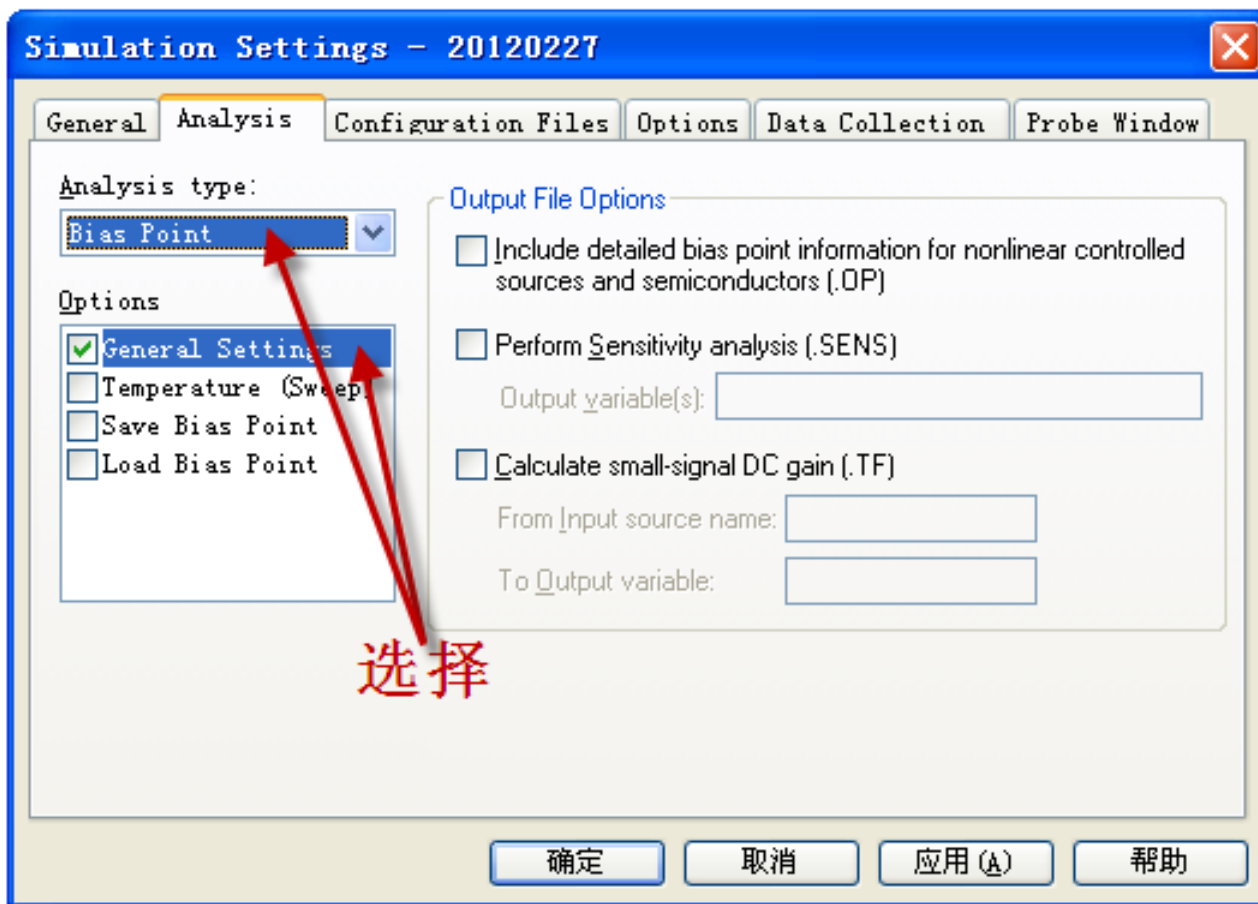 Simulation Settings - 20120227
General Analysis Configuration Files Options Data Collection Probe Window
Analysis type:
Bias Point
Options
General Settings
Temperature (Sweep)
Save Bias Point
Load Bias Point
Output File Options
Include detailed bias point information for nonlinear controlled
sources and semiconductors (.OP)
Perform Sensitivity analysis (.SENS)
Output variable(s):
Calculate small-signal DC gain (.TF)
From Input source name:
To Output variable:
选择
确定 取消 应用(A) 帮助